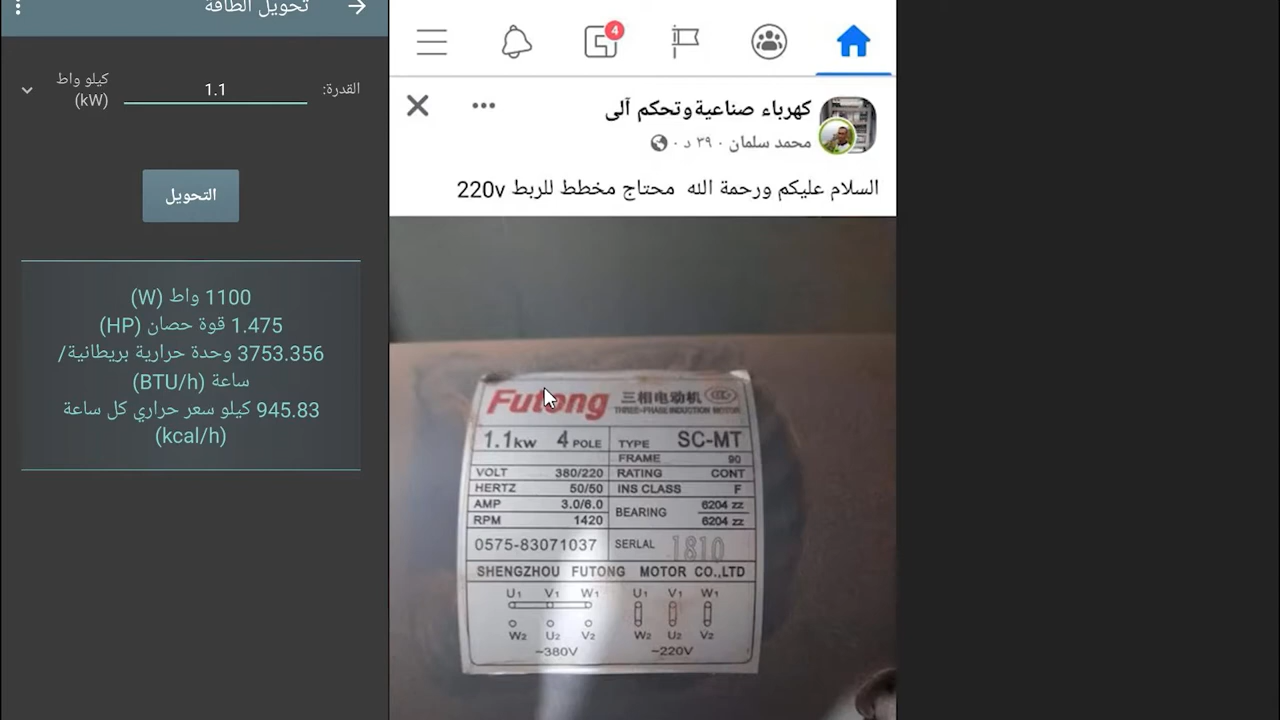 تحويل الطاقة
القدرة: 1.1 كيلو واط (kW)
التحويل
1100 واط (W)
1.475 قوة حصان (HP)
3753.356 وحدة حرارية بريطانية/
ساعة (BTU/h)
945.83 كيلو سعر حراري كل ساعة
(kcal/h)
4
كهرباء صناعيةوتحكم آلى
محمد سلمان · ٣٩ د ·
السلام عليكم ورحمة الله محتاج مخطط للربط 220v
Futong 三相电动机
THREE-PHASE INDUCTION MOTOR
1.1kw 4 POLE TYPE SC-MT
FRAME 90
VOLT 380/220 RATING CONT
HERTZ 50/50 INS CLASS F
AMP 3.0/6.0 BEARING 6204 zz
RPM 1420 6204 zz
0575-83071037 SERLAL 1810
SHENGZHOU FUTONG MOTOR CO.,LTD
U1 V1 W1 U1 V1 W1
W2 U2 V2 W2 U2 V2
~380V ~220V